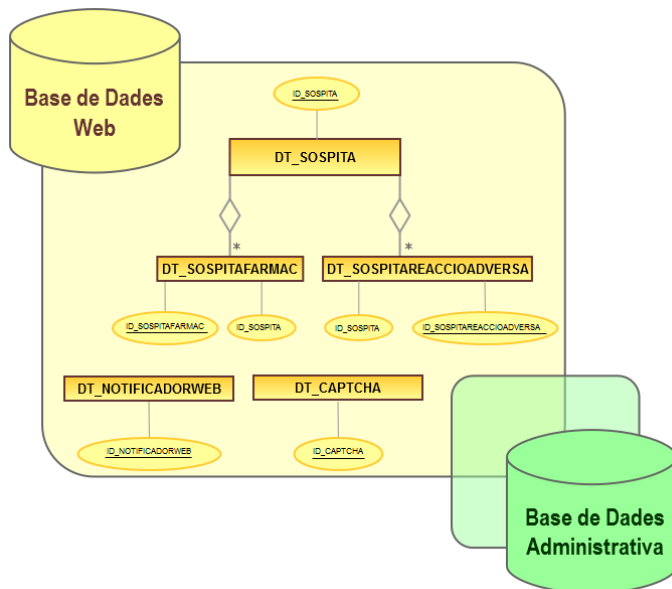 Base de Dades
Web
ID_SOSPITA
DT_SOSPITA
*
*
DT_SOSPITAFARMAC
DT_SOSPITAREACCIOADVERSA
ID_SOSPITAFARMAC
ID_SOSPITA
ID_SOSPITA
ID_SOSPITAREACCIOADVERSA
DT_NOTIFICADORWEB
DT_CAPTCHA
ID_NOTIFICADORWEB
ID_CAPTCHA
Base de Dades
Administrativa